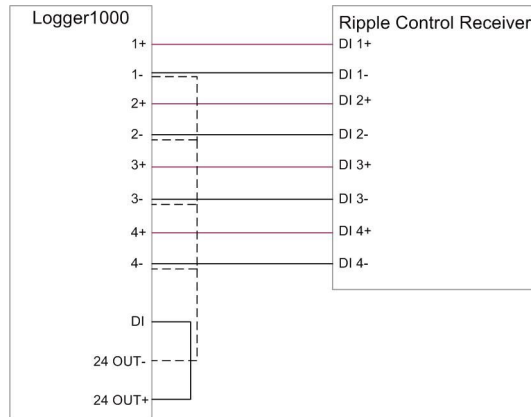 Logger1000
Ripple Control Receiver
1+
DI 1+
1-
DI 1-
2+
DI 2+
2-
DI 2-
3+
DI 3+
3-
DI 3-
4+
DI 4+
4-
DI 4-
DI
24 OUT-
24 OUT+